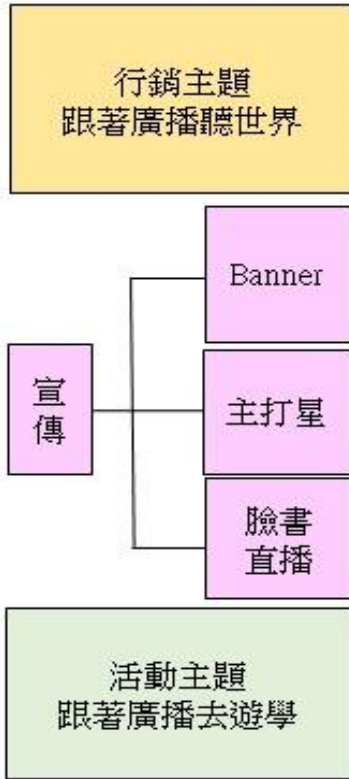 行銷主題
跟著廣播聽世界
Banner
宣
傳
主打星
臉書
直播
活動主題
跟著廣播去遊學